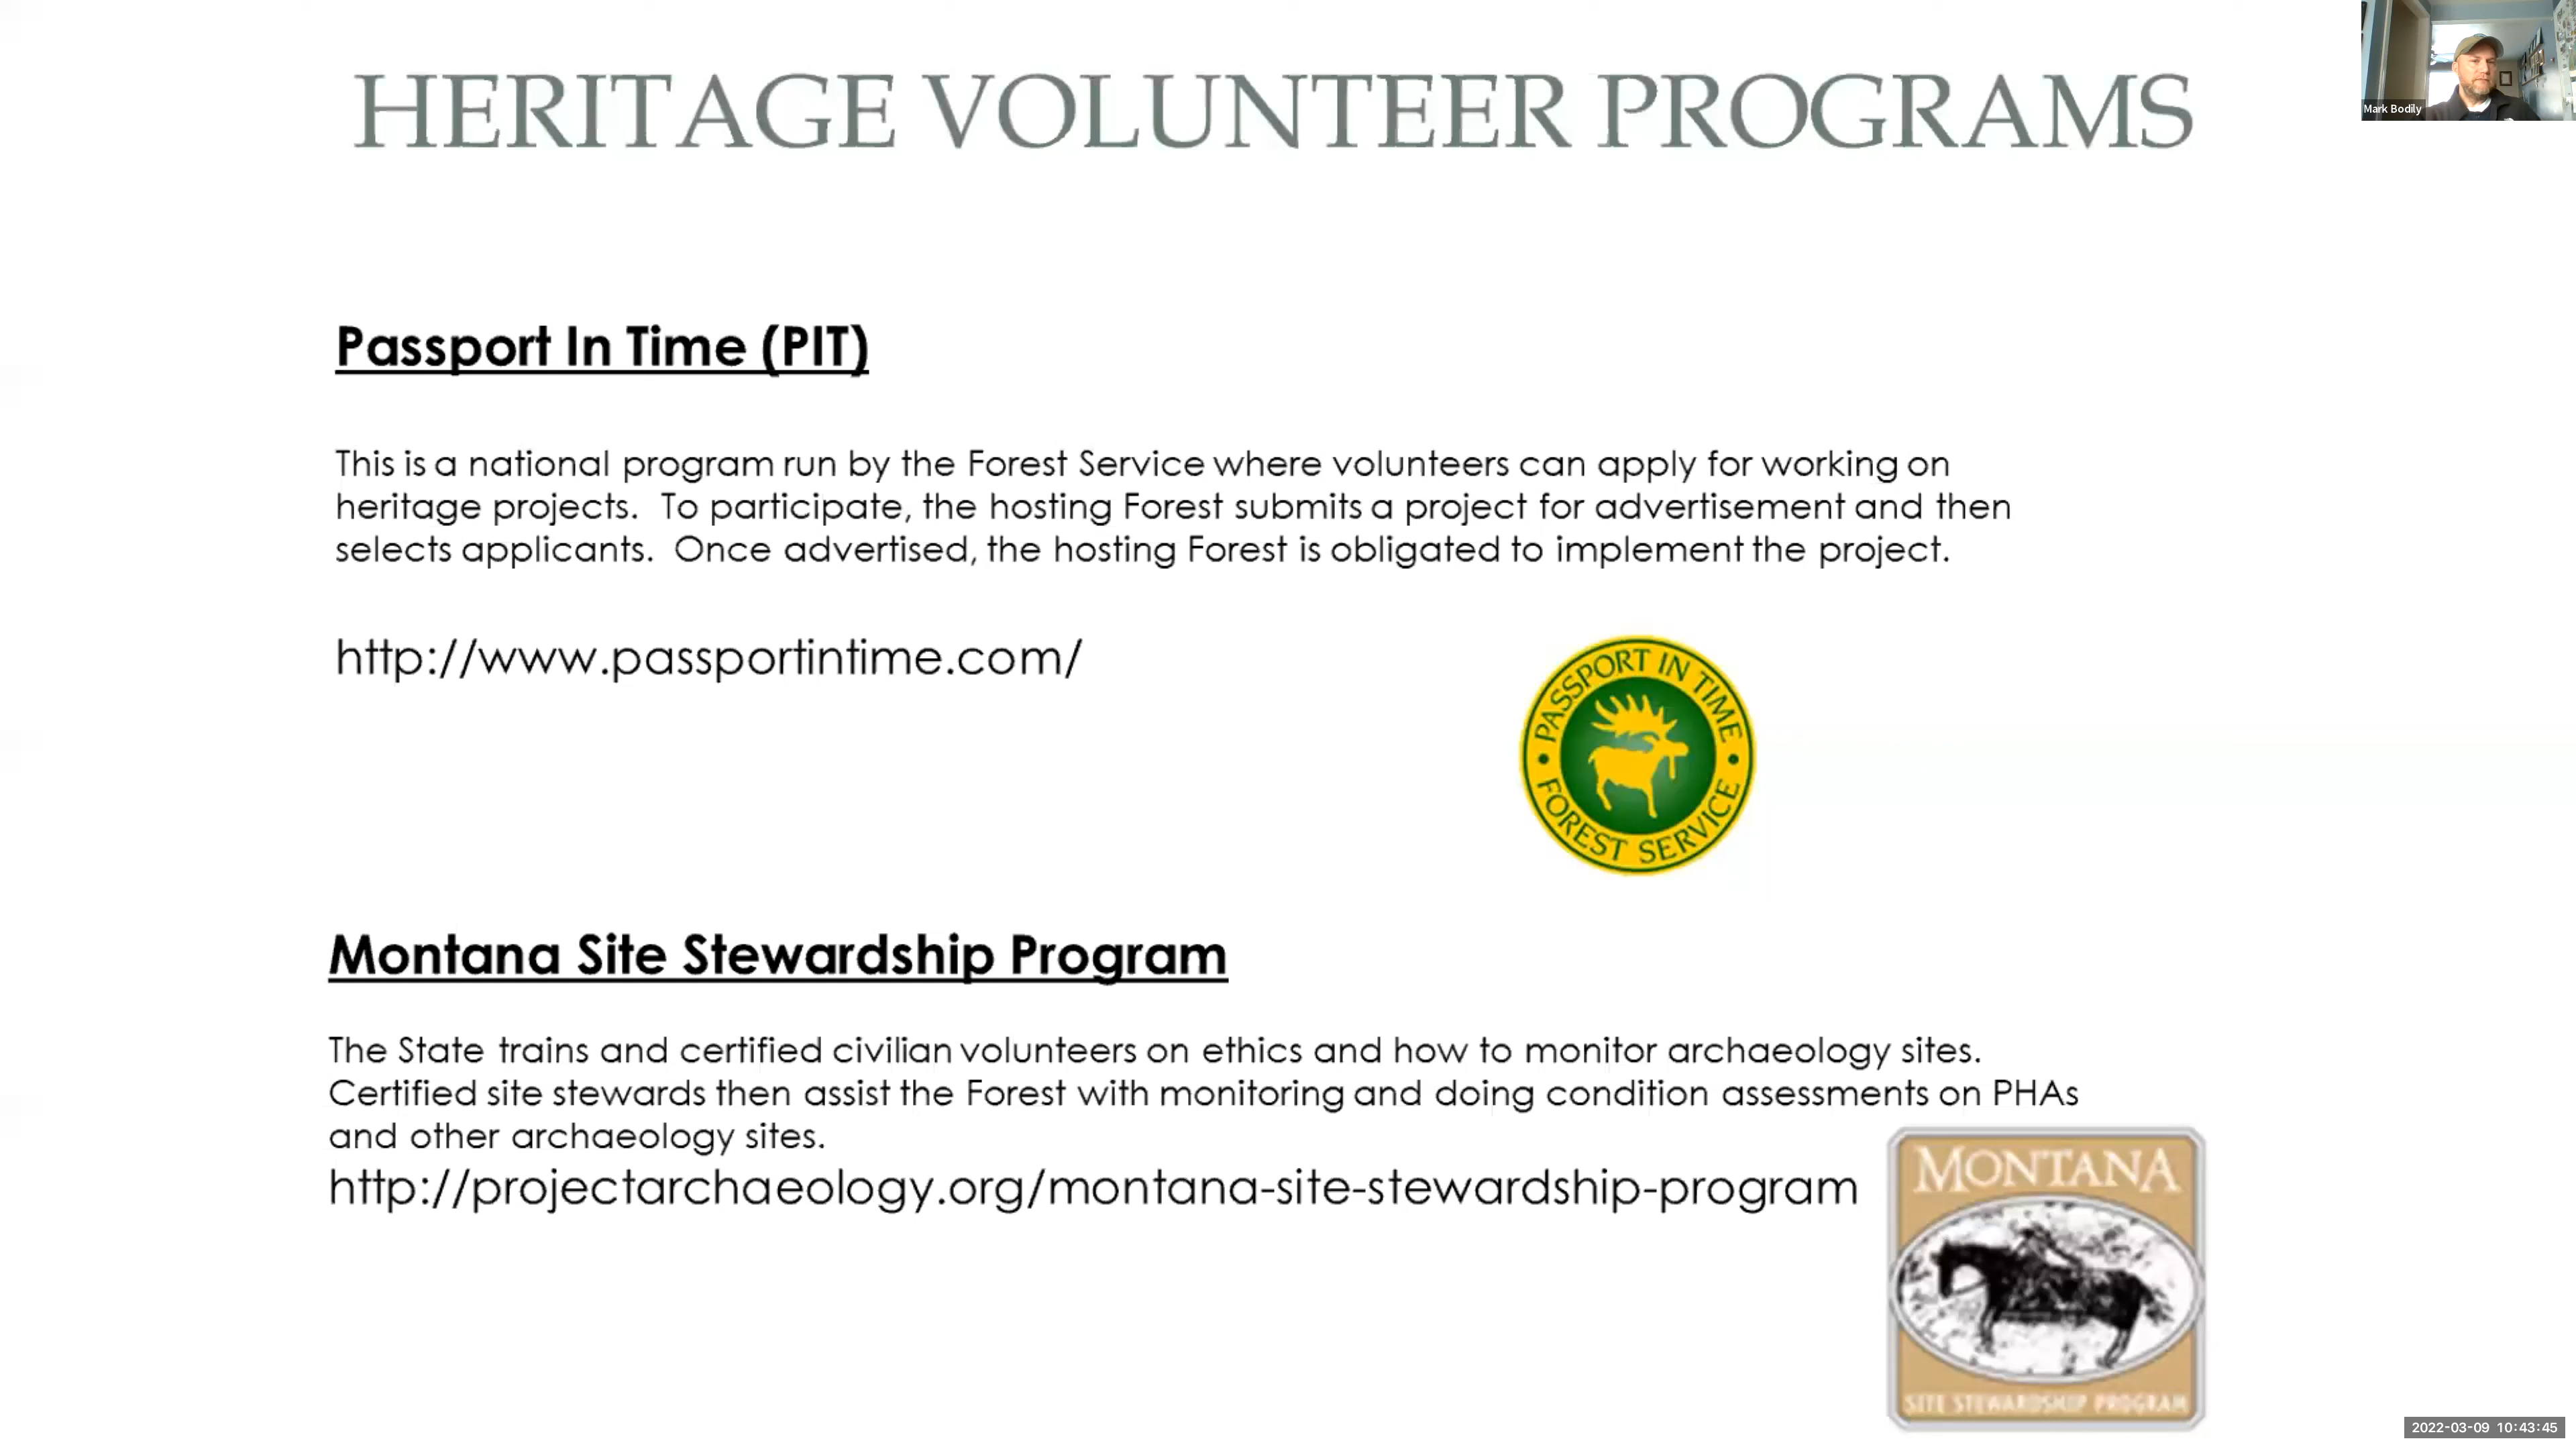 HERITAGE VOLUNTEER PROGRAMS
Mark Bodily
Passport In Time (PIT)
This is a national program run by the Forest Service where volunteers can apply for working on
heritage projects.  To participate, the hosting Forest submits a project for advertisement and then
selects applicants.  Once advertised, the hosting Forest is obligated to implement the project.
http://www.passportintime.com/
PASSPORT IN TIME
FOREST SERVICE
Montana Site Stewardship Program
The State trains and certified civilian volunteers on ethics and how to monitor archaeology sites.
Certified site stewards then assist the Forest with monitoring and doing condition assessments on PHAs
and other archaeology sites.
http://projectarchaeology.org/montana-site-stewardship-program
MONTANA
SITE STEWARDSHIP PROGRAM
2022-03-09 10:43:45